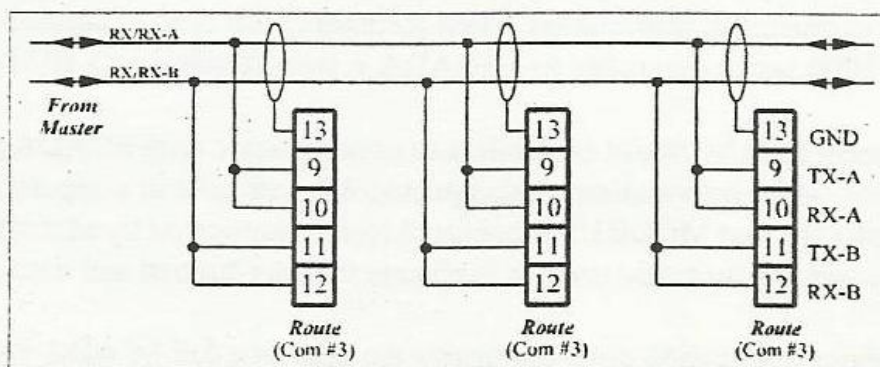 RX/RX-A
RX/RX-B
From
Master
13
9
10
11
12
13
9
10
11
12
13
9
10
11
12
GND
TX-A
RX-A
TX-B
RX-B
Route
(Com #3)
Route
(Com #3)
Route
(Com #3)